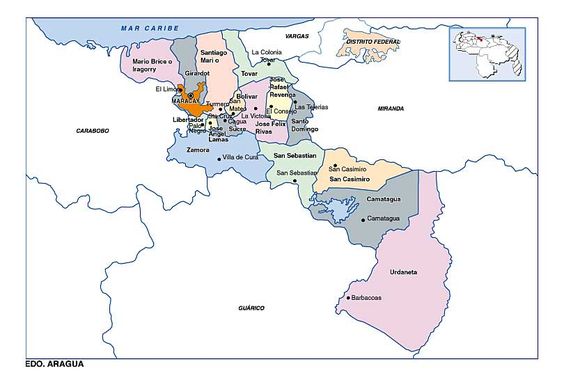 MAR CARIBE
VARGAS
DISTRITO FEDERAL
La Colonia
Tovar
Tovar
Mario Brice o
Iragorry
Santiago
Mari o
Girardot
El Limon
MARACAY
Jose
Rafael
Revenga
Bolivar
Turmero
San
Mateo
El Consejo
Las Tejerias
La Victoria
Santo
Domingo
Libertador
Sta Cruz
Cagua
Palo
Negro
Jose
Angel
Lamas
Sucre
Jose Felix
Rivas
MIRANDA
CARABOBO
Zamora
Villa de Cura
San Sebastian
San Sebastian
San Casimiro
San Casimiro
Camatagua
Camatagua
Urdaneta
Barbacoas
GUÁRICO
EDO. ARAGUA